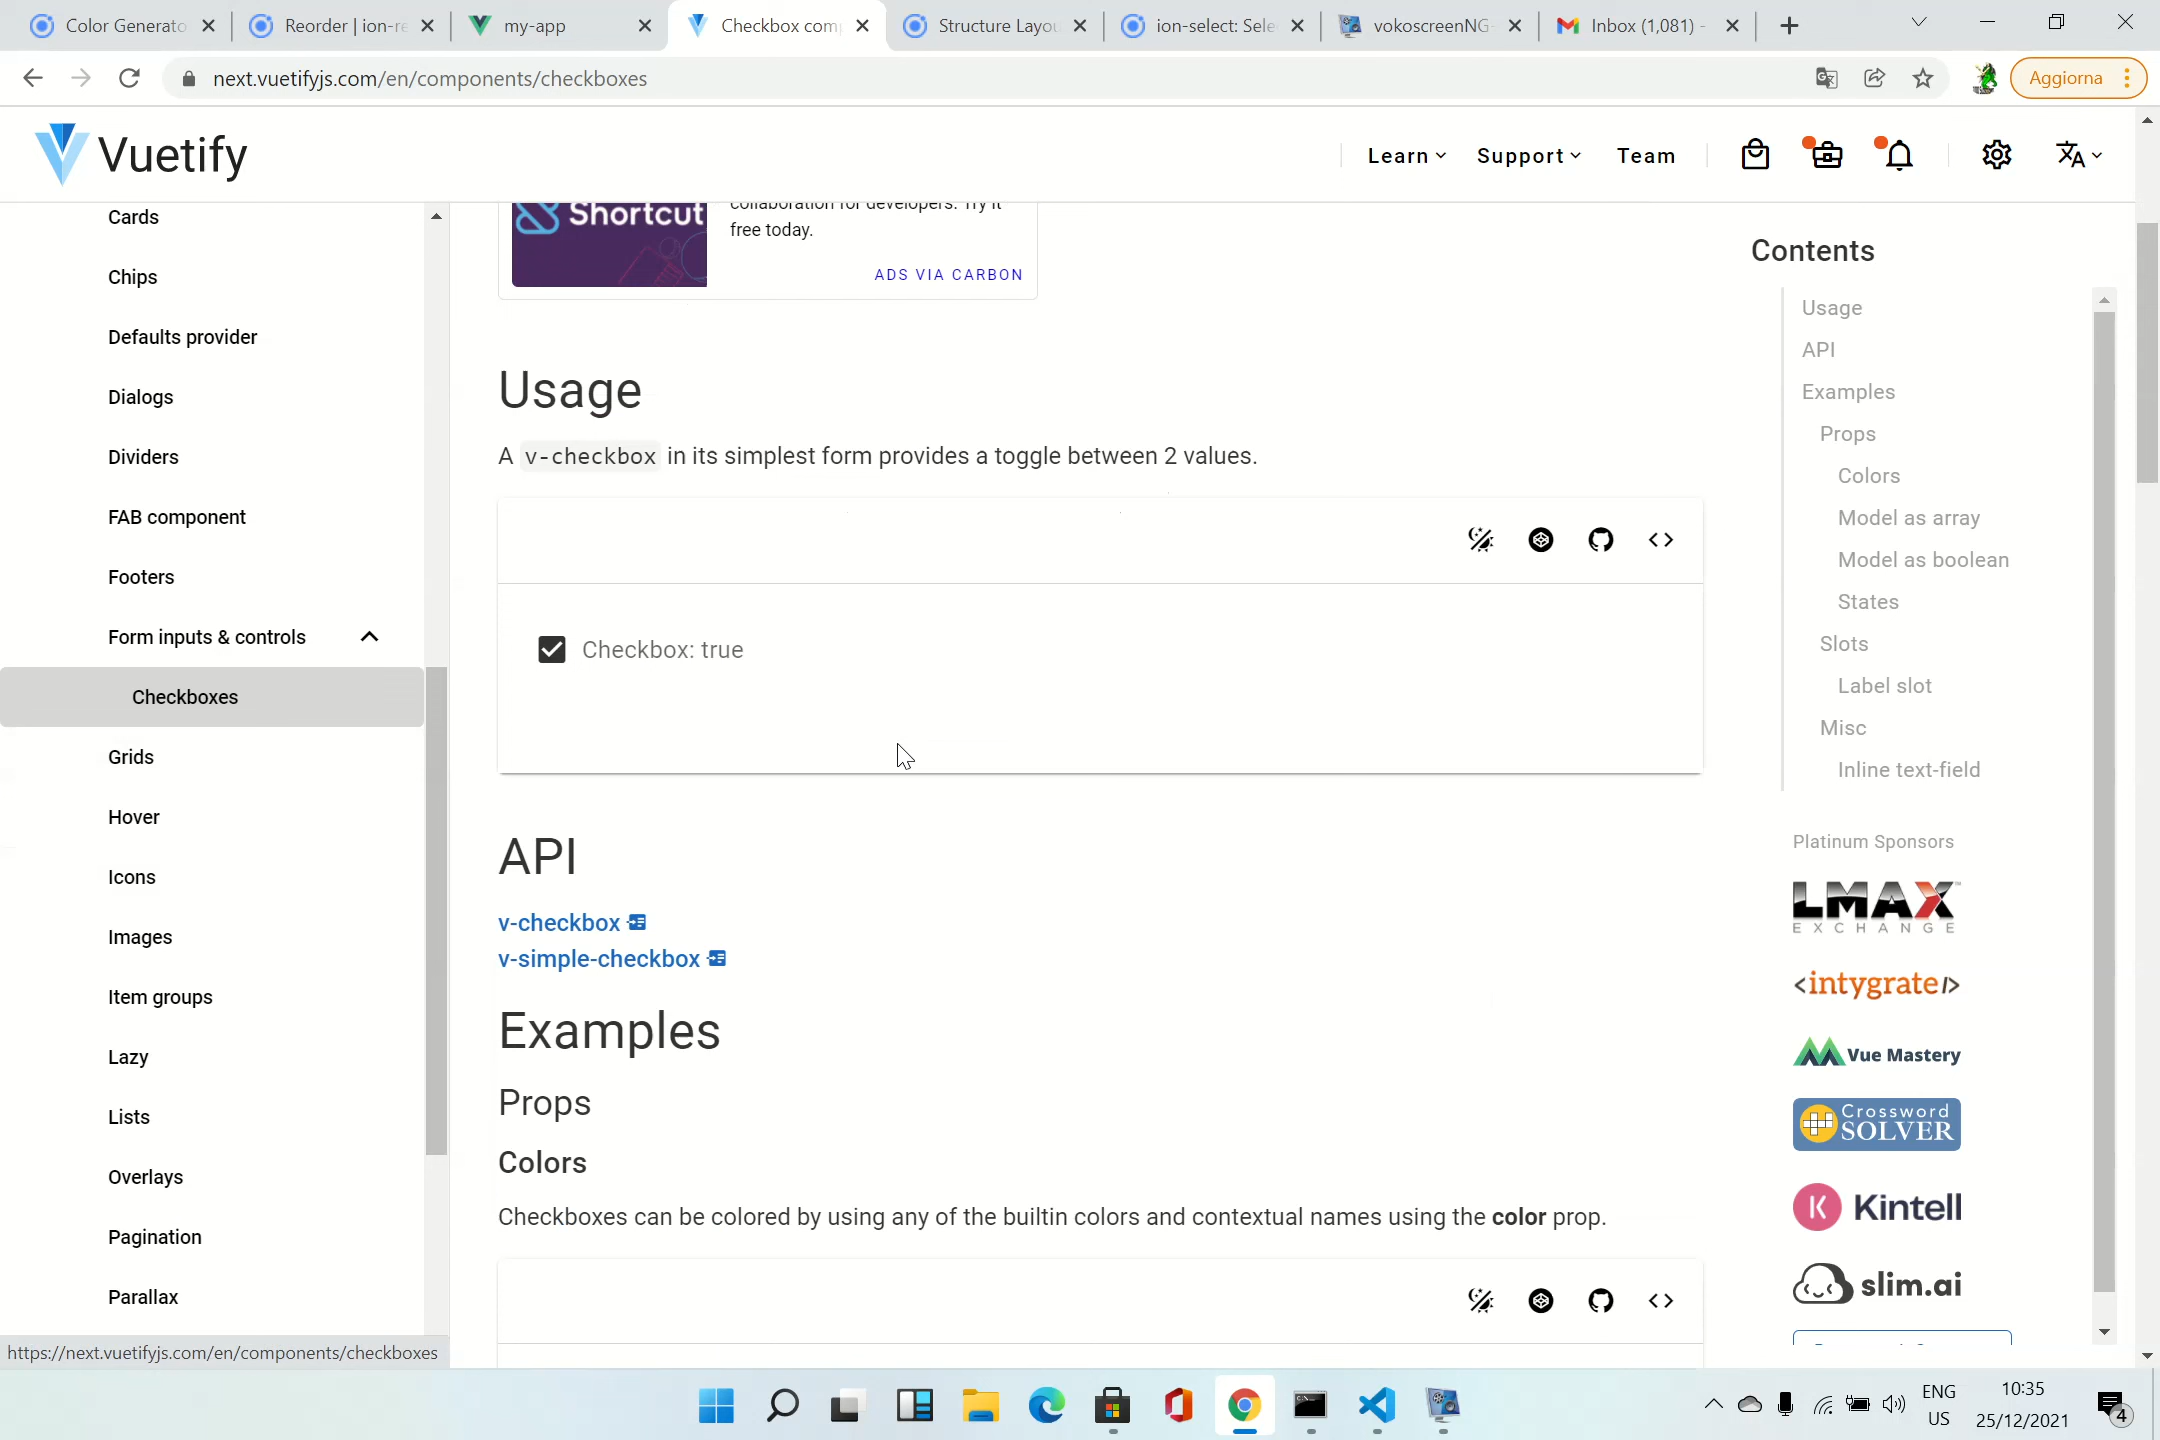 Color Generato
Reorder | ion-re
my-app
Checkbox com
Structure Layou
ion-select: Sele
vokoscreenNG
Inbox (1,081) -
next.vuetifyjs.com/en/components/checkboxes
Aggiorna
Vuetify
Learn
Support
Team
Cards
Chips
Defaults provider
Dialogs
Dividers
FAB component
Footers
Form inputs & controls
Checkboxes
Grids
Hover
Icons
Images
Item groups
Lazy
Lists
Overlays
Pagination
Parallax
https://next.vuetifyjs.com/en/components/checkboxes
Shortcut
collaboration for developers. Try it
free today.
ADS VIA CARBON
Usage
A v-checkbox in its simplest form provides a toggle between 2 values.
Checkbox: true
API
v-checkbox
v-simple-checkbox
Examples
Props
Colors
Checkboxes can be colored by using any of the builtin colors and contextual names using the color prop.
Contents
Usage
API
Examples
Props
Colors
Model as array
Model as boolean
States
Slots
Label slot
Misc
Inline text-field
Platinum Sponsors
LMAX
EXCHANGE
<intygrate/>
Vue Mastery
Crossword
SOLVER
K Kintell
slim.ai
ENG
US
10:35
25/12/2021
4